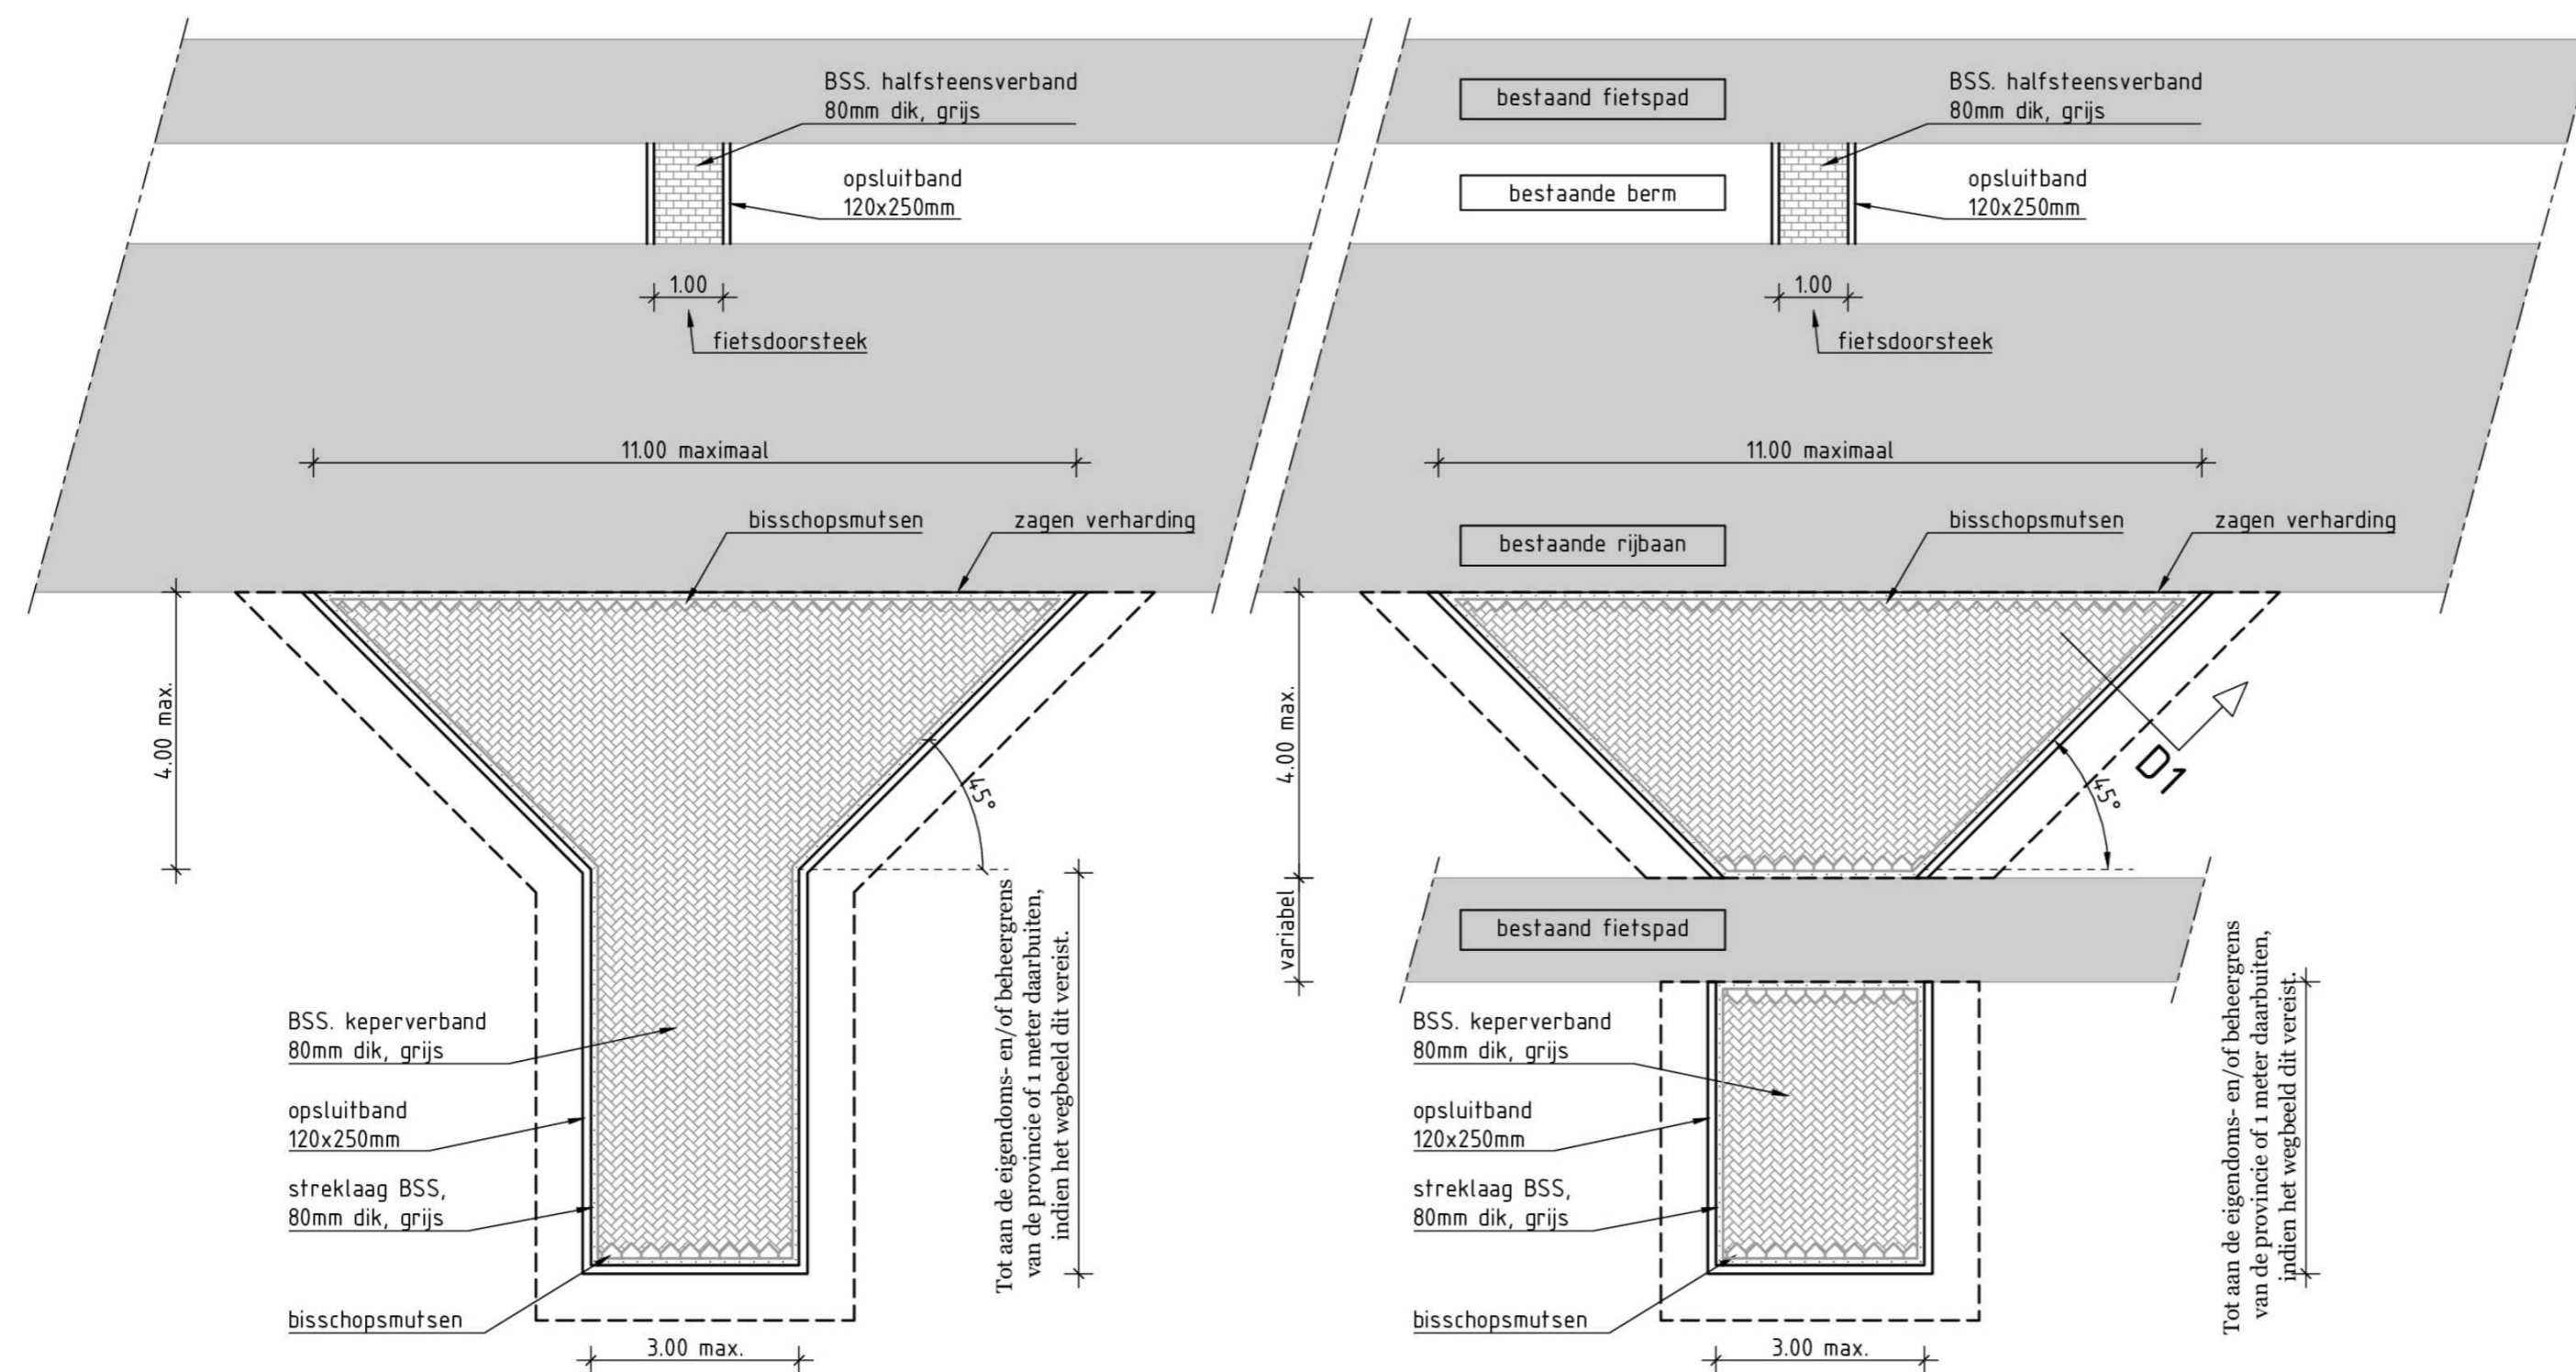 BSS. halfsteensverband
80mm dik, grijs
opsluitband
120x250mm
1.00
fietsdoorsteek
11.00 maximaal
bisschopsmutsen
zagen verharding
4.00 max.
45°
Tot aan de eigendoms- en/of beheergrens
van de provincie of 1 meter daarbuiten,
indien het wegbeeld dit vereist.
BSS. keperverband
80mm dik, grijs
opsluitband
120x250mm
streklaag BSS,
80mm dik, grijs
bisschopsmutsen
3.00 max.
bestaand fietspad
BSS. halfsteensverband
80mm dik, grijs
bestaande berm
opsluitband
120x250mm
1.00
fietsdoorsteek
11.00 maximaal
bisschopsmutsen
zagen verharding
bestaande rijbaan
4.00 max.
D1
45°
variabel
bestaand fietspad
Tot aan de eigendoms- en/of beheergrens
van de provincie of 1 meter daarbuiten,
indien het wegbeeld dit vereist.
BSS. keperverband
80mm dik, grijs
opsluitband
120x250mm
streklaag BSS,
80mm dik, grijs
bisschopsmutsen
3.00 max.